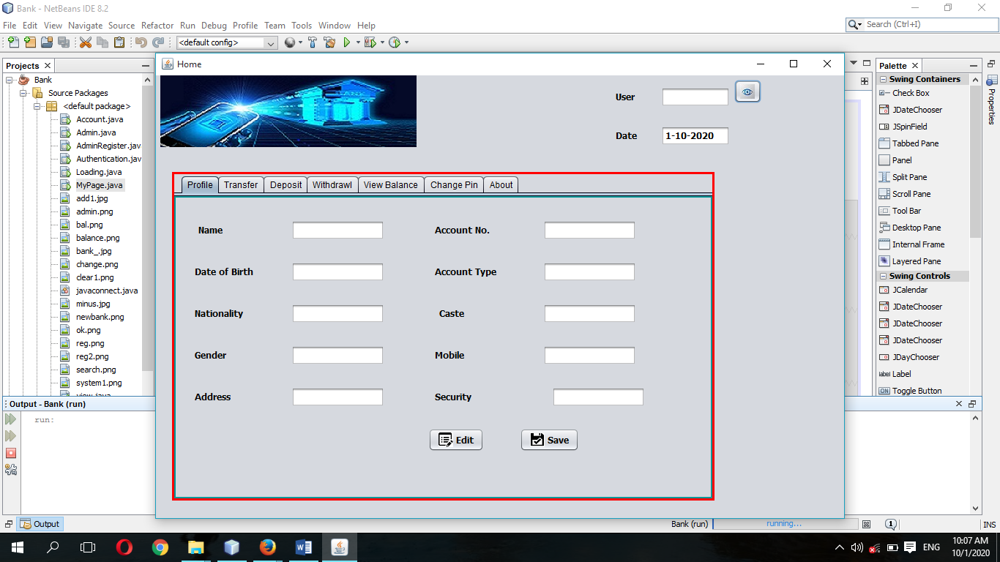 Bank - NetBeans IDE 8.2
File Edit View Navigate Source Refactor Run Debug Profile Team Tools Window Help
Search (Ctrl+I)
<default config>
Projects
Bank
Source Packages
<default package>
Account.java
Admin.java
AdminRegister.jav
Authentication.jav
Loading.java
MyPage.java
add1.jpg
admin.png
bal.png
balance.png
bank_.jpg
change.png
clear1.png
javaconnect.java
minus.jpg
newbank.png
ok.png
reg.png
reg2.png
search.png
system1.png
view.java
Home
User
Date 1-10-2020
Profile Transfer Deposit Withdrawl View Balance Change Pin About
Name Account No.
Date of Birth Account Type
Nationality Caste
Gender Mobile
Address Security
Edit Save
Palette
Swing Containers
Check Box
JDateChooser
JSpinField
Tabbed Pane
Panel
Split Pane
Scroll Pane
Tool Bar
Desktop Pane
Internal Frame
Layered Pane
Swing Controls
JCalendar
JDateChooser
JDateChooser
JDateChooser
JDayChooser
label Label
ON Toggle Button
Properties
Output - Bank (run)
run:
Output
Bank (run) running... 1 INS
ENG
10:07 AM
10/1/2020